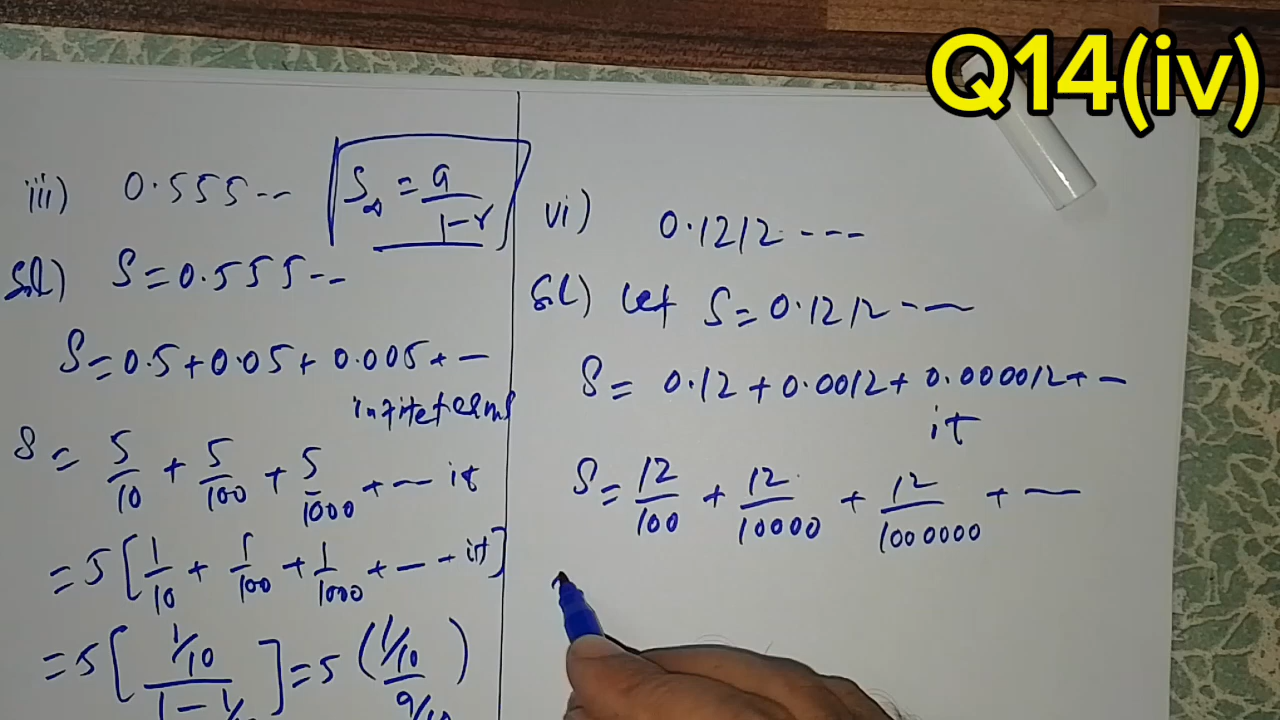 Q14(iv)
iii) 0.555--
S∞ = a/1-r
Sol) S=0.555--
S=0.5+0.05+0.005+-
infiteterms
S = 5/10 + 5/100 + 5/1000 + -- it
=5[1/10 + 1/100 + 1/1000 + -- - it]
=5[1/10 / 1-1/10]=5(1/10 / 9/10)
vi) 0.1212---
Sol) let S=0.1212--
S= 0.12+0.0012+0.000012+-
it
S= 12/100 + 12/10000 + 12/1000000 + --